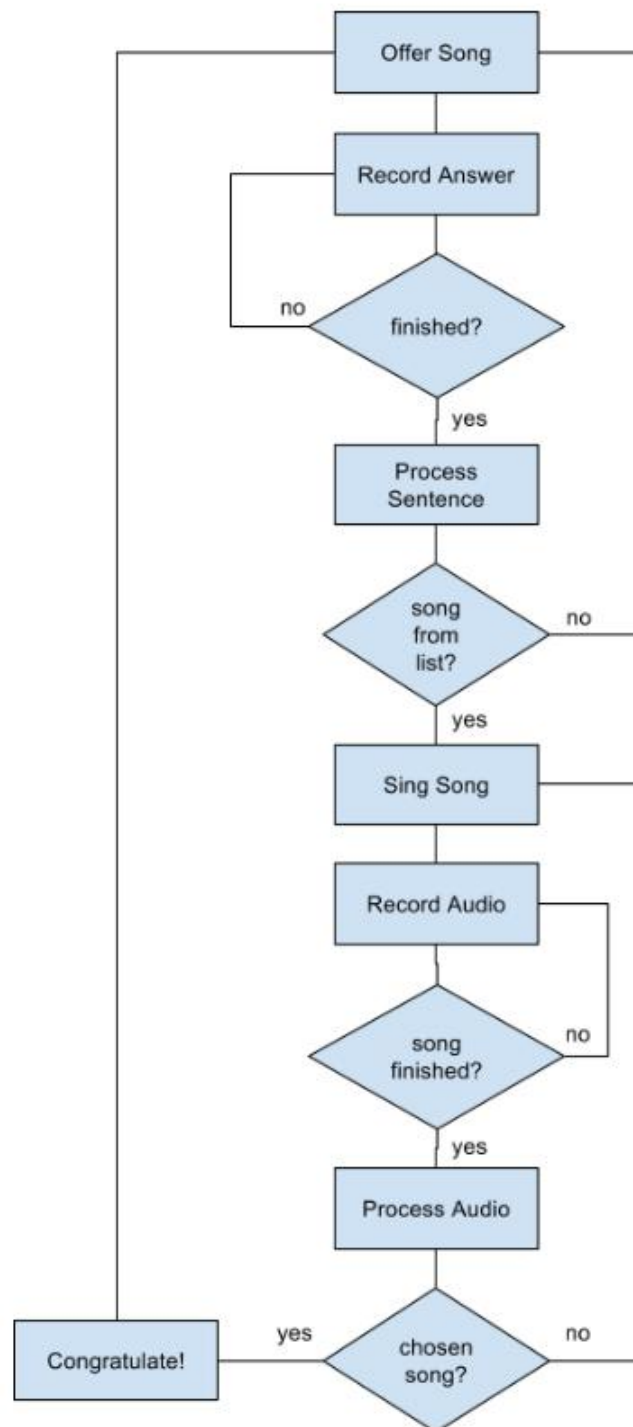 Offer Song
Record Answer
no
finished?
yes
Process
Sentence
song
from
list?
no
yes
Sing Song
Record Audio
song
finished?
no
yes
Process Audio
Congratulate!
yes
chosen
song?
no